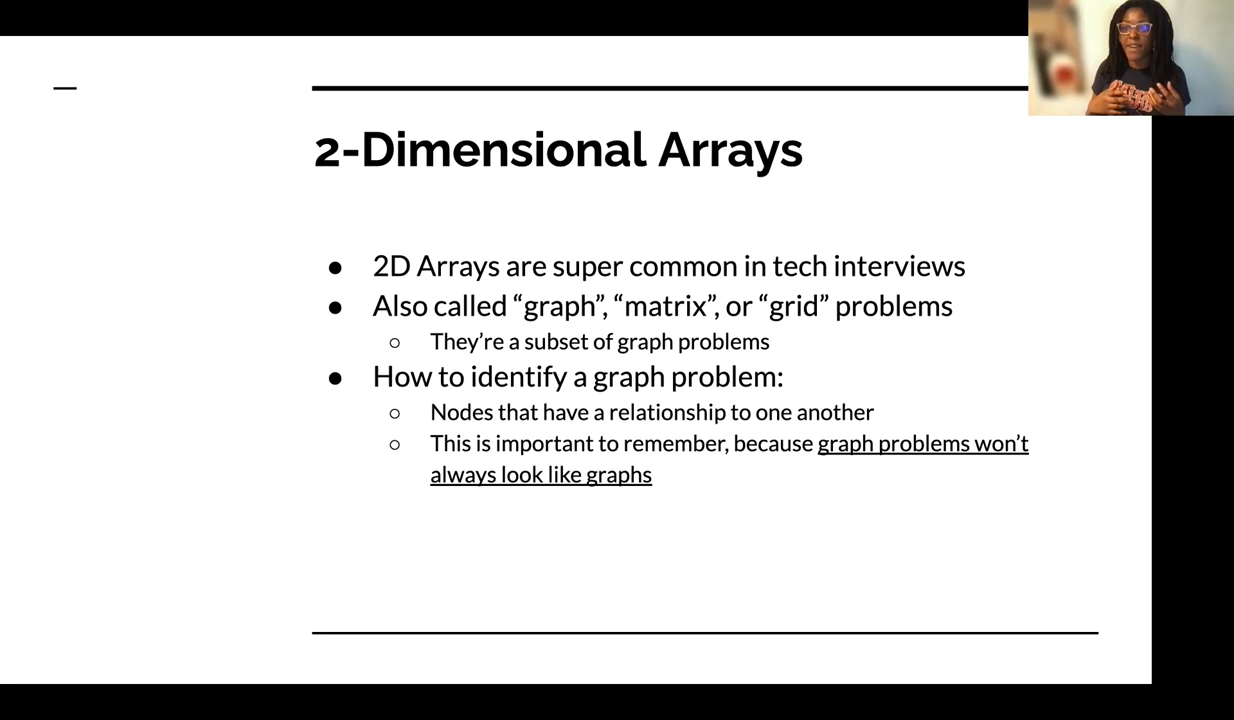 2-Dimensional Arrays
● 2D Arrays are super common in tech interviews
● Also called “graph”, “matrix”, or “grid” problems
○ They’re a subset of graph problems
● How to identify a graph problem:
○ Nodes that have a relationship to one another
○ This is important to remember, because graph problems won’t
always look like graphs